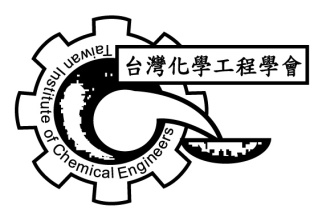 台灣化學工程學會
Taiwan Institute of Chemical Engineers